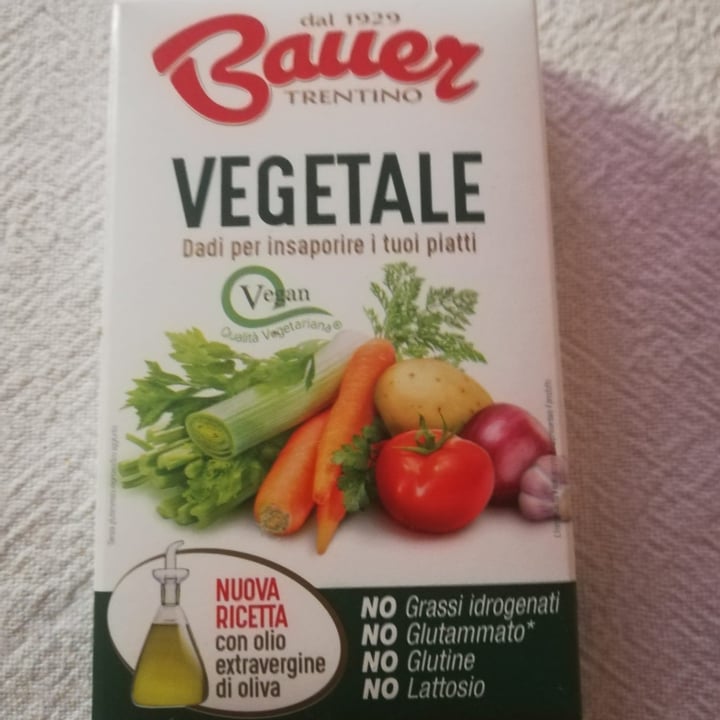 dal 1929
Bauer
TRENTINO
VEGETALE
Dadi per insaporire i tuoi piatti
Vegan
Qualità Vegetariana®
NUOVA
RICETTA
con olio
extravergine
di oliva
NO Grassi idrogenati
NO Glutammato*
NO Glutine
NO Lattosio